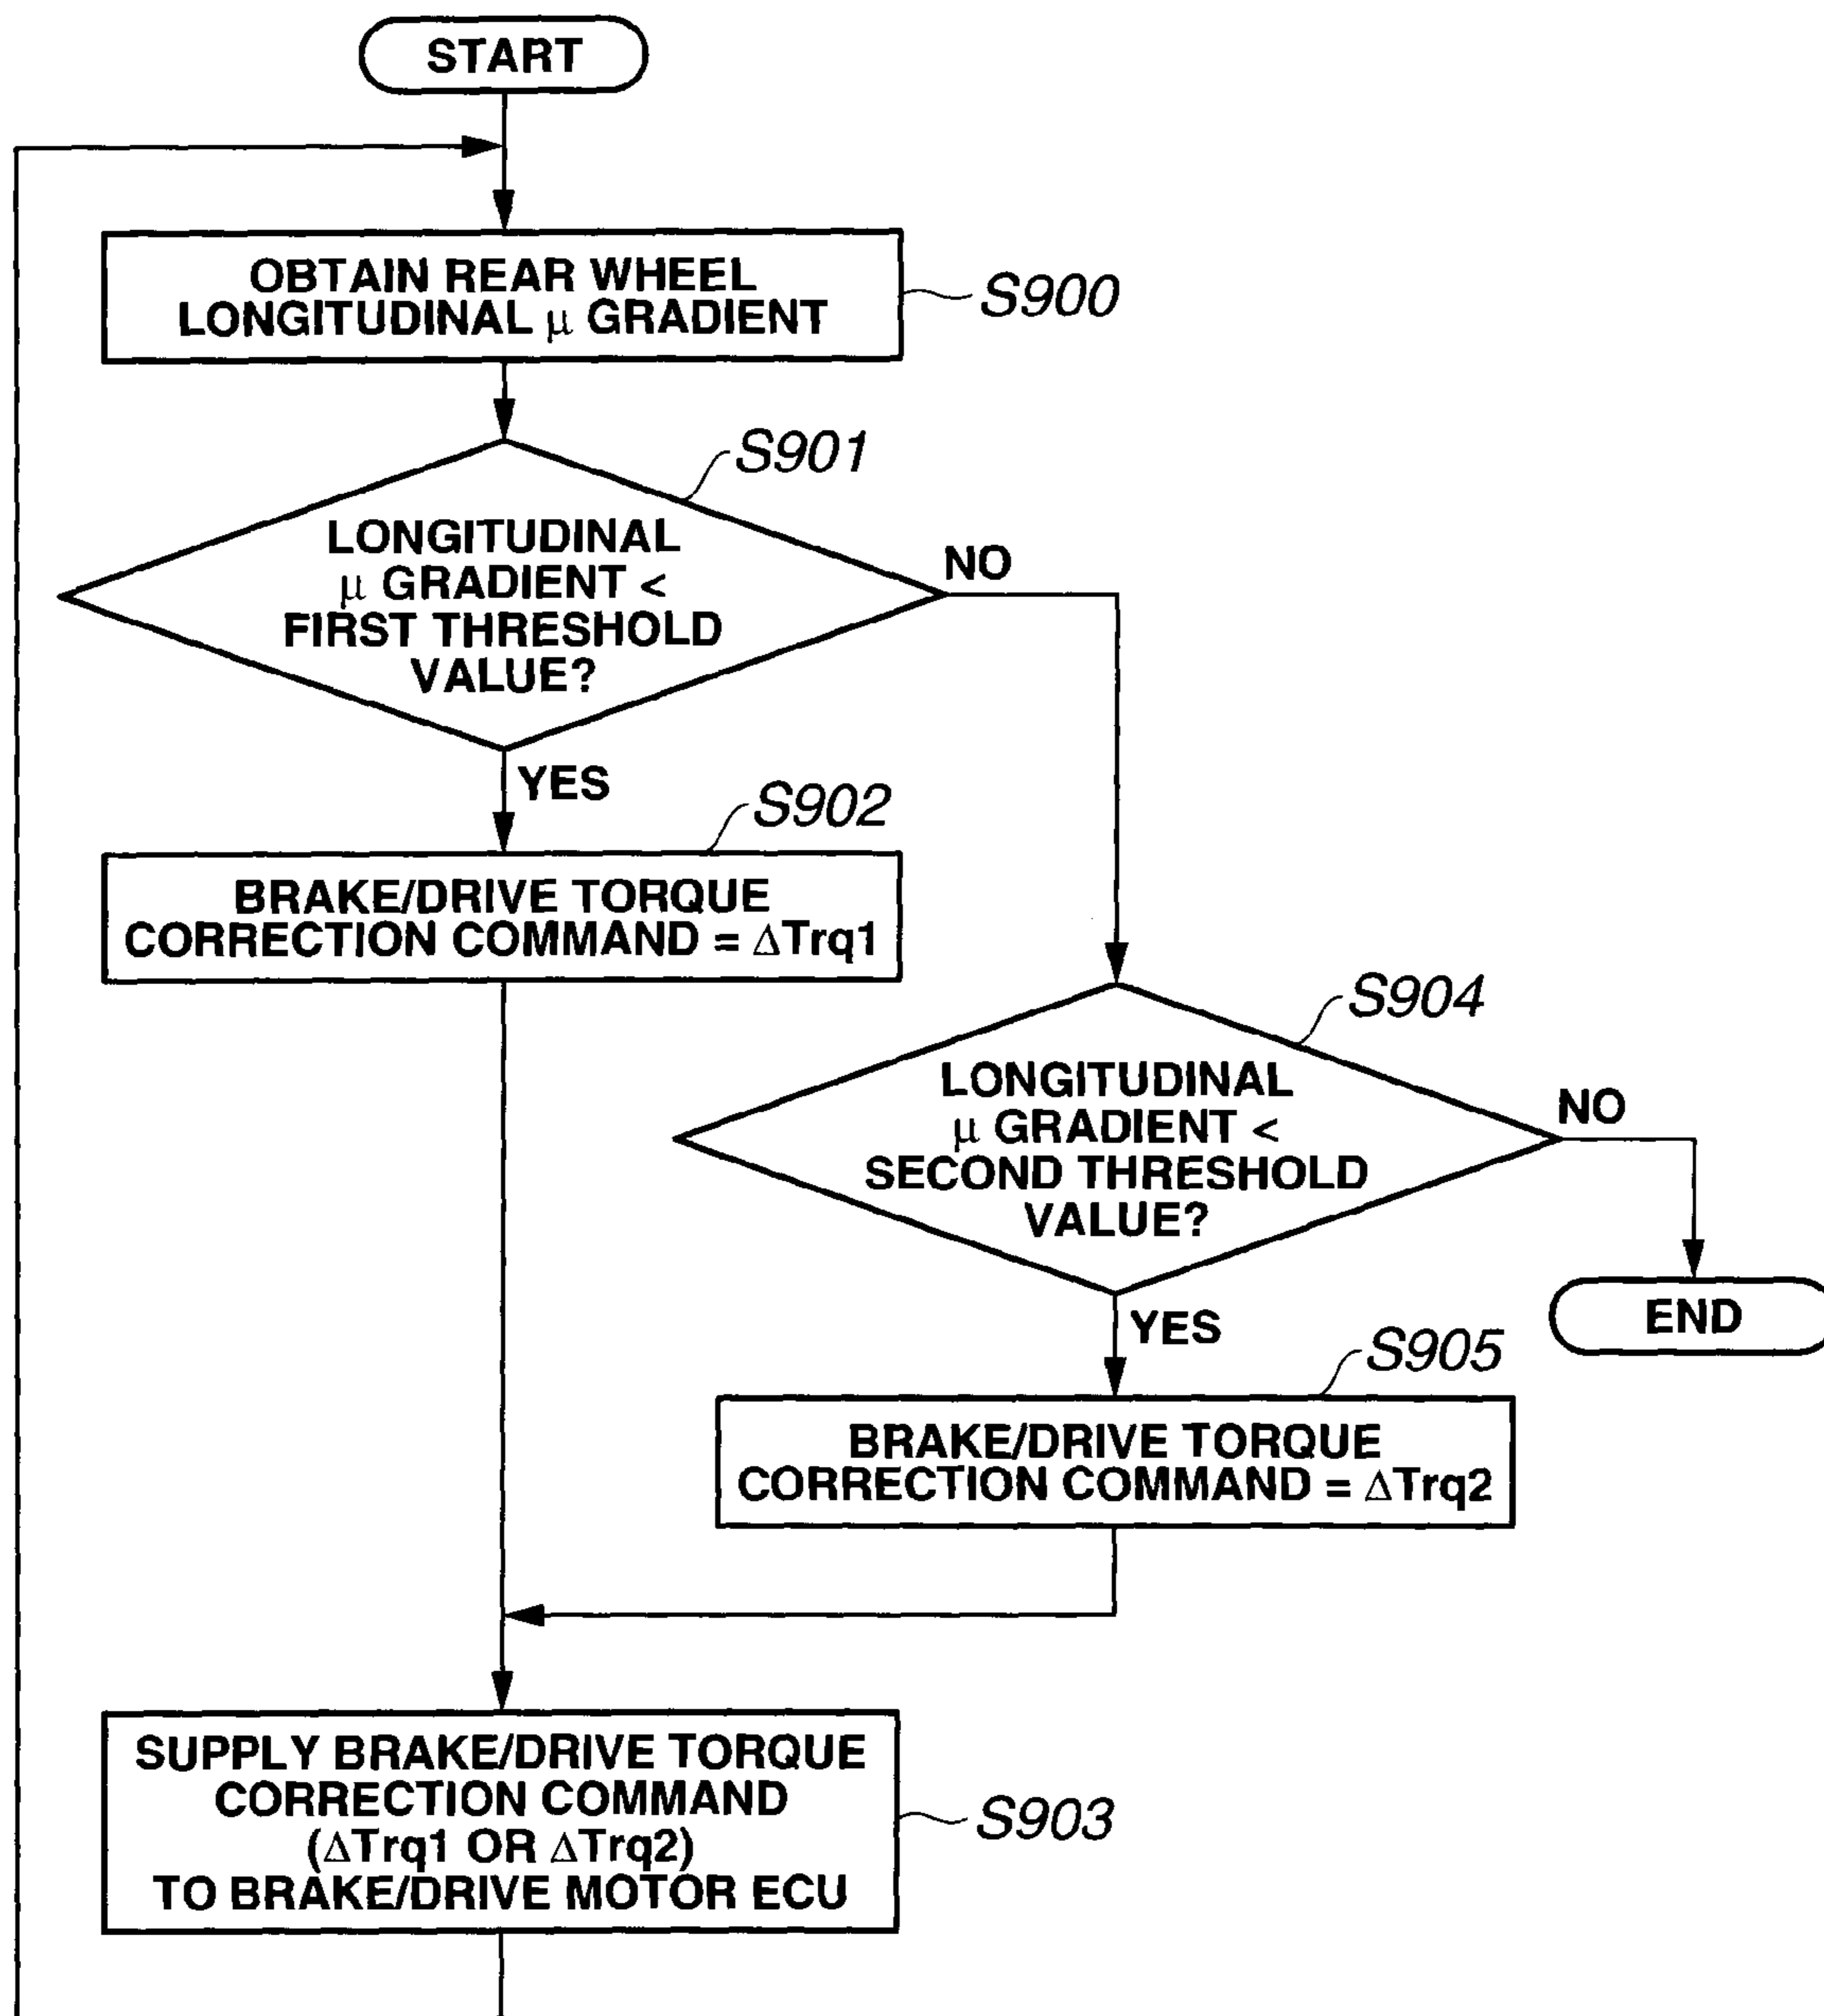 START
OBTAIN REAR WHEEL
LONGITUDINAL μ GRADIENT
S900
S901
LONGITUDINAL
μ GRADIENT <
FIRST THRESHOLD
VALUE?
NO
YES
S902
BRAKE/DRIVE TORQUE
CORRECTION COMMAND = ΔTrq1
S904
LONGITUDINAL
μ GRADIENT <
SECOND THRESHOLD
VALUE?
NO
END
YES
S905
BRAKE/DRIVE TORQUE
CORRECTION COMMAND = ΔTrq2
SUPPLY BRAKE/DRIVE TORQUE
CORRECTION COMMAND
(ΔTrq1 OR ΔTrq2)
TO BRAKE/DRIVE MOTOR ECU
S903